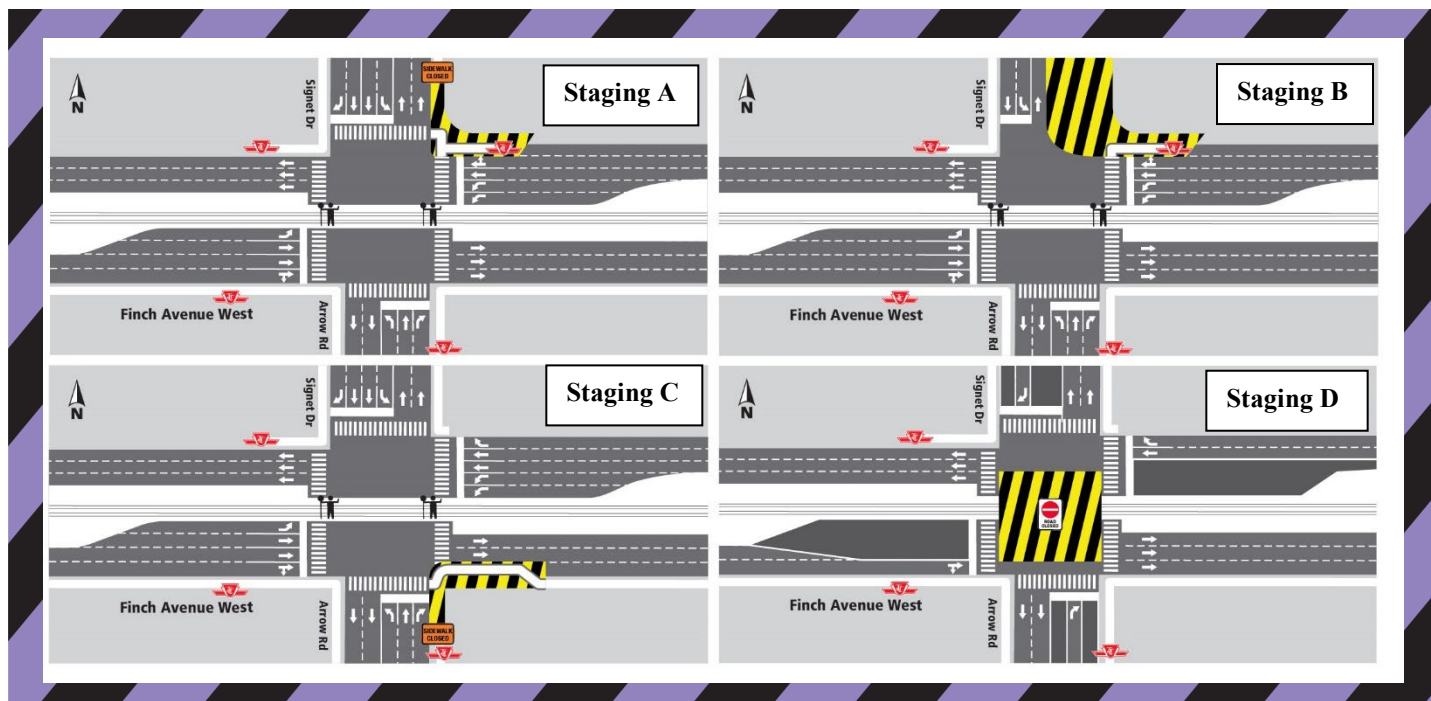 Staging A
N
Signet Dr
SIDEWALK
CLOSED
Finch Avenue West
Arrow Rd
Staging B
N
Signet Dr
Finch Avenue West
Arrow Rd
Staging C
N
Signet Dr
Finch Avenue West
Arrow Rd
SIDEWALK
CLOSED
Staging D
N
Signet Dr
ROAD
CLOSED
Finch Avenue West
Arrow Rd